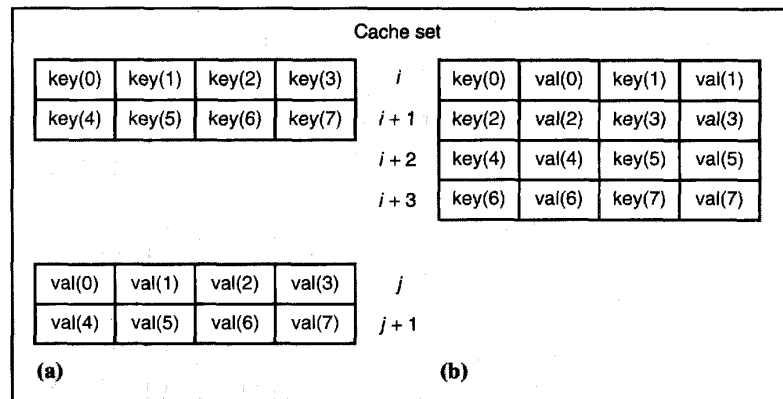 Cache set
key(0) key(1) key(2) key(3) i key(0) val(0) key(1) val(1)
key(4) key(5) key(6) key(7) i + 1 key(2) val(2) key(3) val(3)
i + 2 key(4) val(4) key(5) val(5)
i + 3 key(6) val(6) key(7) val(7)
val(0) val(1) val(2) val(3) j
val(4) val(5) val(6) val(7) j + 1
(a) (b)